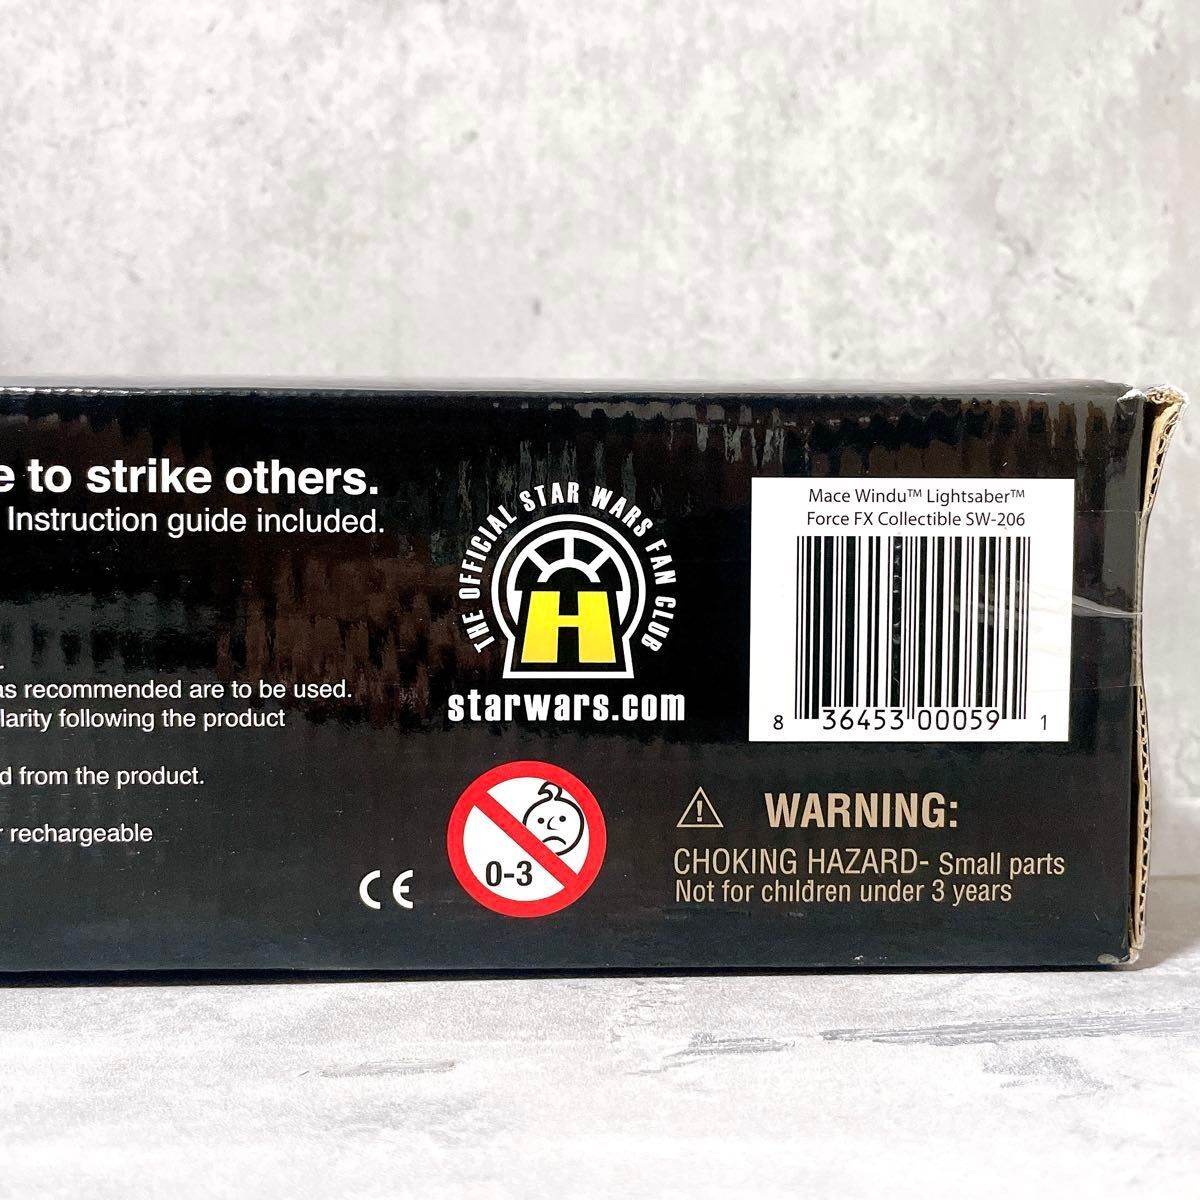 e to strike others.
Instruction guide included.
as recommended are to be used.
larity following the product
d from the product.
r rechargeable
CE
THE OFFICIAL STAR WARS FAN CLUB
H
starwars.com
0-3
Mace Windu™ Lightsaber™
Force FX Collectible SW-206
8 36453 00059 1
WARNING:
CHOKING HAZARD- Small parts
Not for children under 3 years